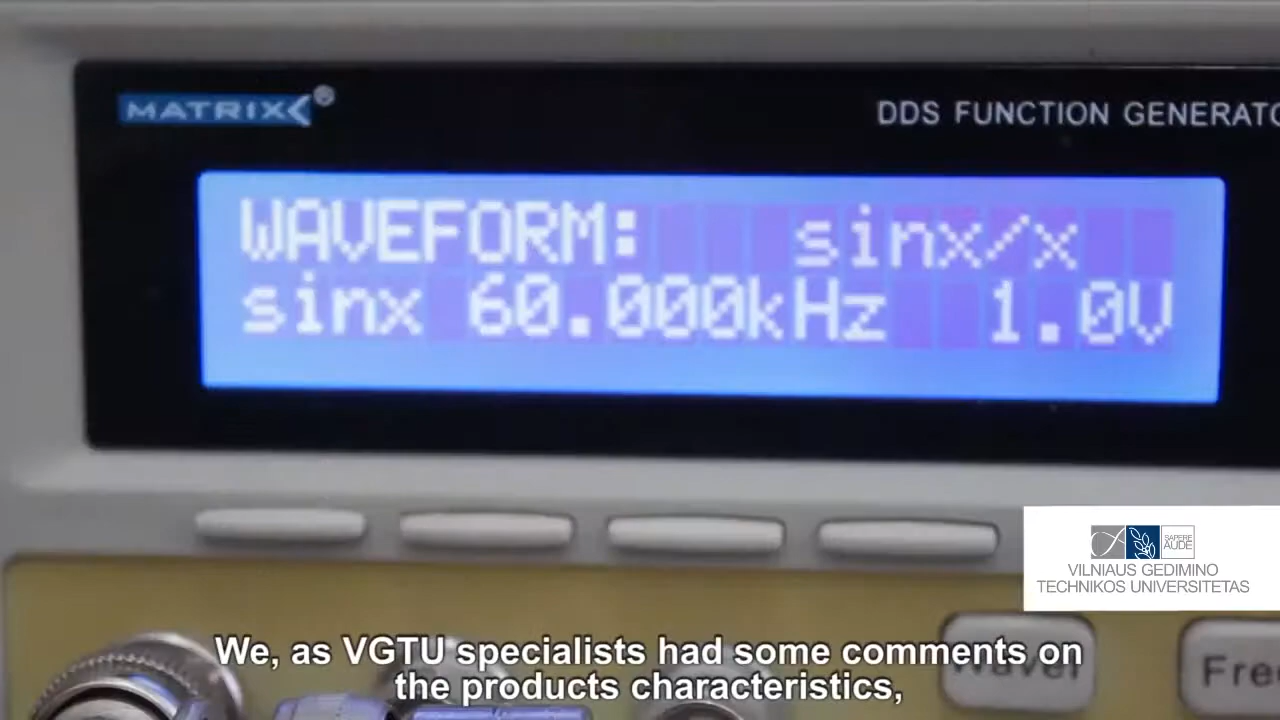 MATRIX®
DDS FUNCTION GENERATO
WAVEFORM: sinx/x
sinx 60.000kHz 1.0V
SAPERE
AUDE
VILNIAUS GEDIMINO
TECHNIKOS UNIVERSITETAS
We, as VGTU specialists had some comments on
the products characteristics,
Fre